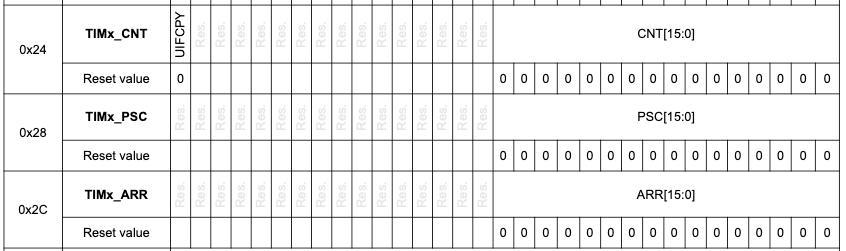 0x24
TIMx_CNT
UIFCPY Res. Res. Res. Res. Res. Res. Res. Res. Res. Res. Res. Res. Res. Res.
CNT[15:0]
Reset value 0 0 0 0 0 0 0 0 0 0 0 0 0 0 0 0 0
0x28
TIMx_PSC
Res. Res. Res. Res. Res. Res. Res. Res. Res. Res. Res. Res. Res. Res. Res.
PSC[15:0]
Reset value 0 0 0 0 0 0 0 0 0 0 0 0 0 0 0 0
0x2C
TIMx_ARR
Res. Res. Res. Res. Res. Res. Res. Res. Res. Res. Res. Res. Res. Res. Res.
ARR[15:0]
Reset value 0 0 0 0 0 0 0 0 0 0 0 0 0 0 0 0